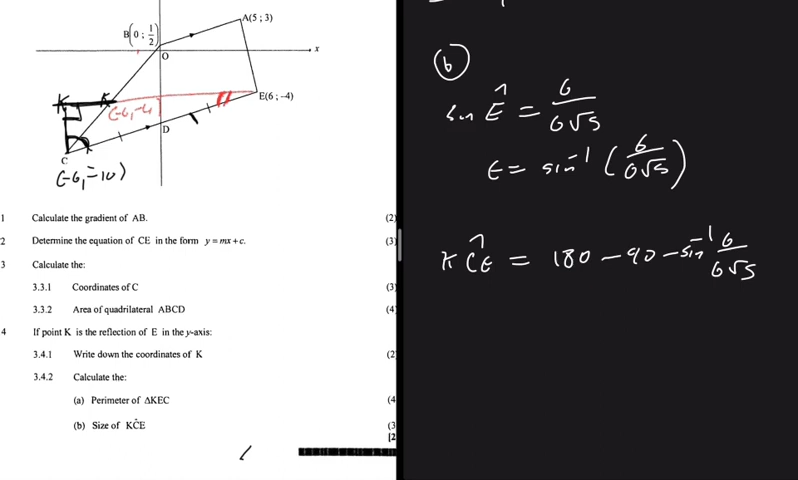 A(5 ; 3)
B(0 ; 1/2)
x
O
K K
(-6,-4)
E(6 ; -4)
D
C
(-6,-10)
1 Calculate the gradient of AB. (2)
2 Determine the equation of CE in the form y = mx + c. (3)
3 Calculate the:
3.3.1 Coordinates of C (3)
3.3.2 Area of quadrilateral ABCD (4)
4 If point K is the reflection of E in the y-axis:
3.4.1 Write down the coordinates of K (2
3.4.2 Calculate the:
(a) Perimeter of ΔKEC (4
(b) Size of KĈE (3
[2
(b)
sin Ê = 6/6√5
E = sin⁻¹ (6/6√5)
KĈE = 180 - 90 - sin⁻¹ 6/6√5